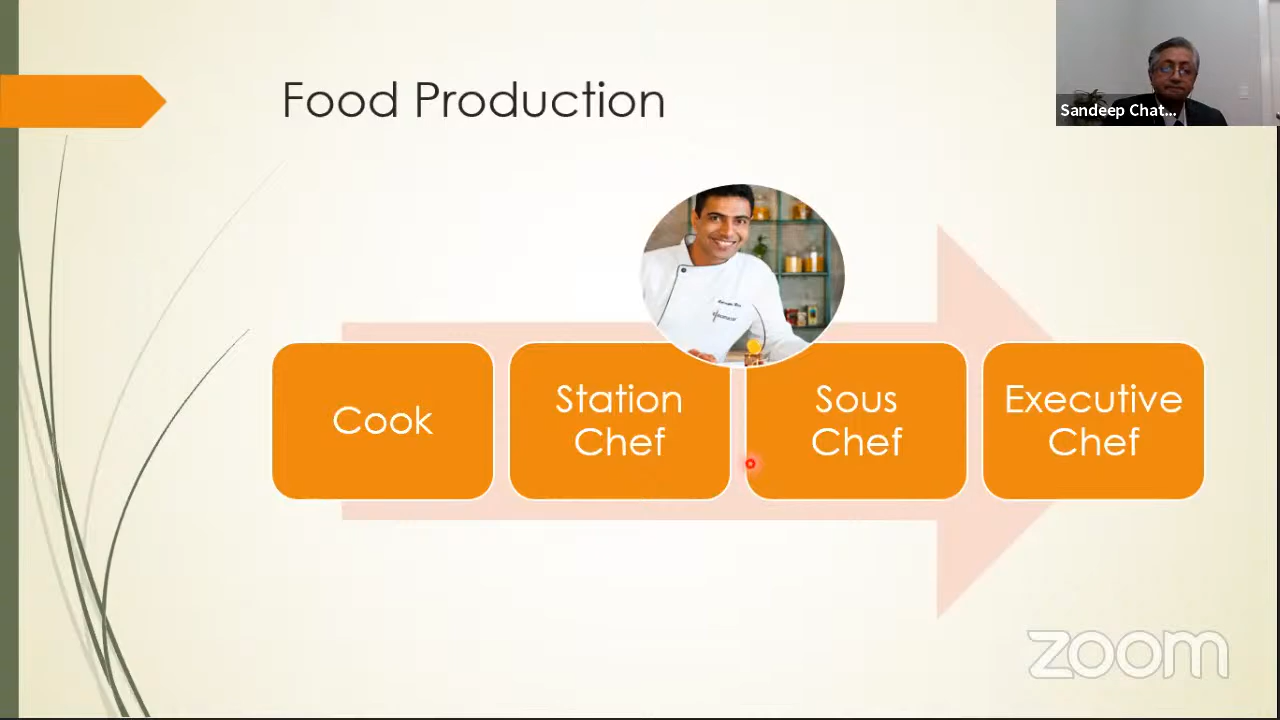 Food Production
Sandeep Chat...
Cook
Station
Chef
Sous
Chef
Executive
Chef
zoom